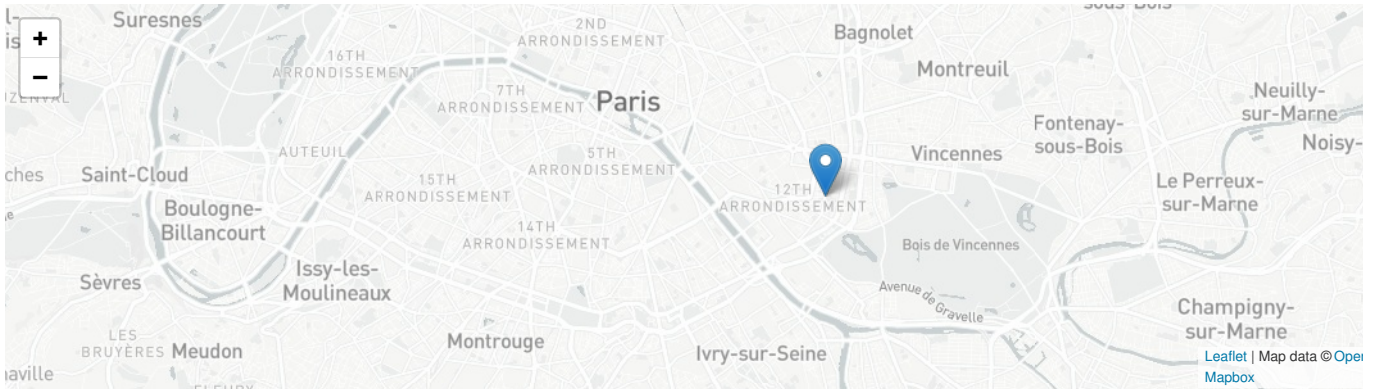 Suresnes
2ND
ARRONDISSEMENT
Bagnolet
+
−
16TH
ARRONDISSEMENT
Montreuil
7TH
ARRONDISSEMENT
Paris
Neuilly-
sur-Marne
Fontenay-
sous-Bois
Noisy-
AUTEUIL
5TH
ARRONDISSEMENT
Vincennes
Saint-Cloud
15TH
ARRONDISSEMENT
12TH
ARRONDISSEMENT
Le Perreux-
sur-Marne
Boulogne-
Billancourt
14TH
ARRONDISSEMENT
Bois de Vincennes
Sèvres
Issy-les-
Moulineaux
Avenue de Gravelle
Champigny-
sur-Marne
LES
BRUYÈRES
Meudon
Montrouge
Ivry-sur-Seine
Leaflet | Map data © Open
Mapbox